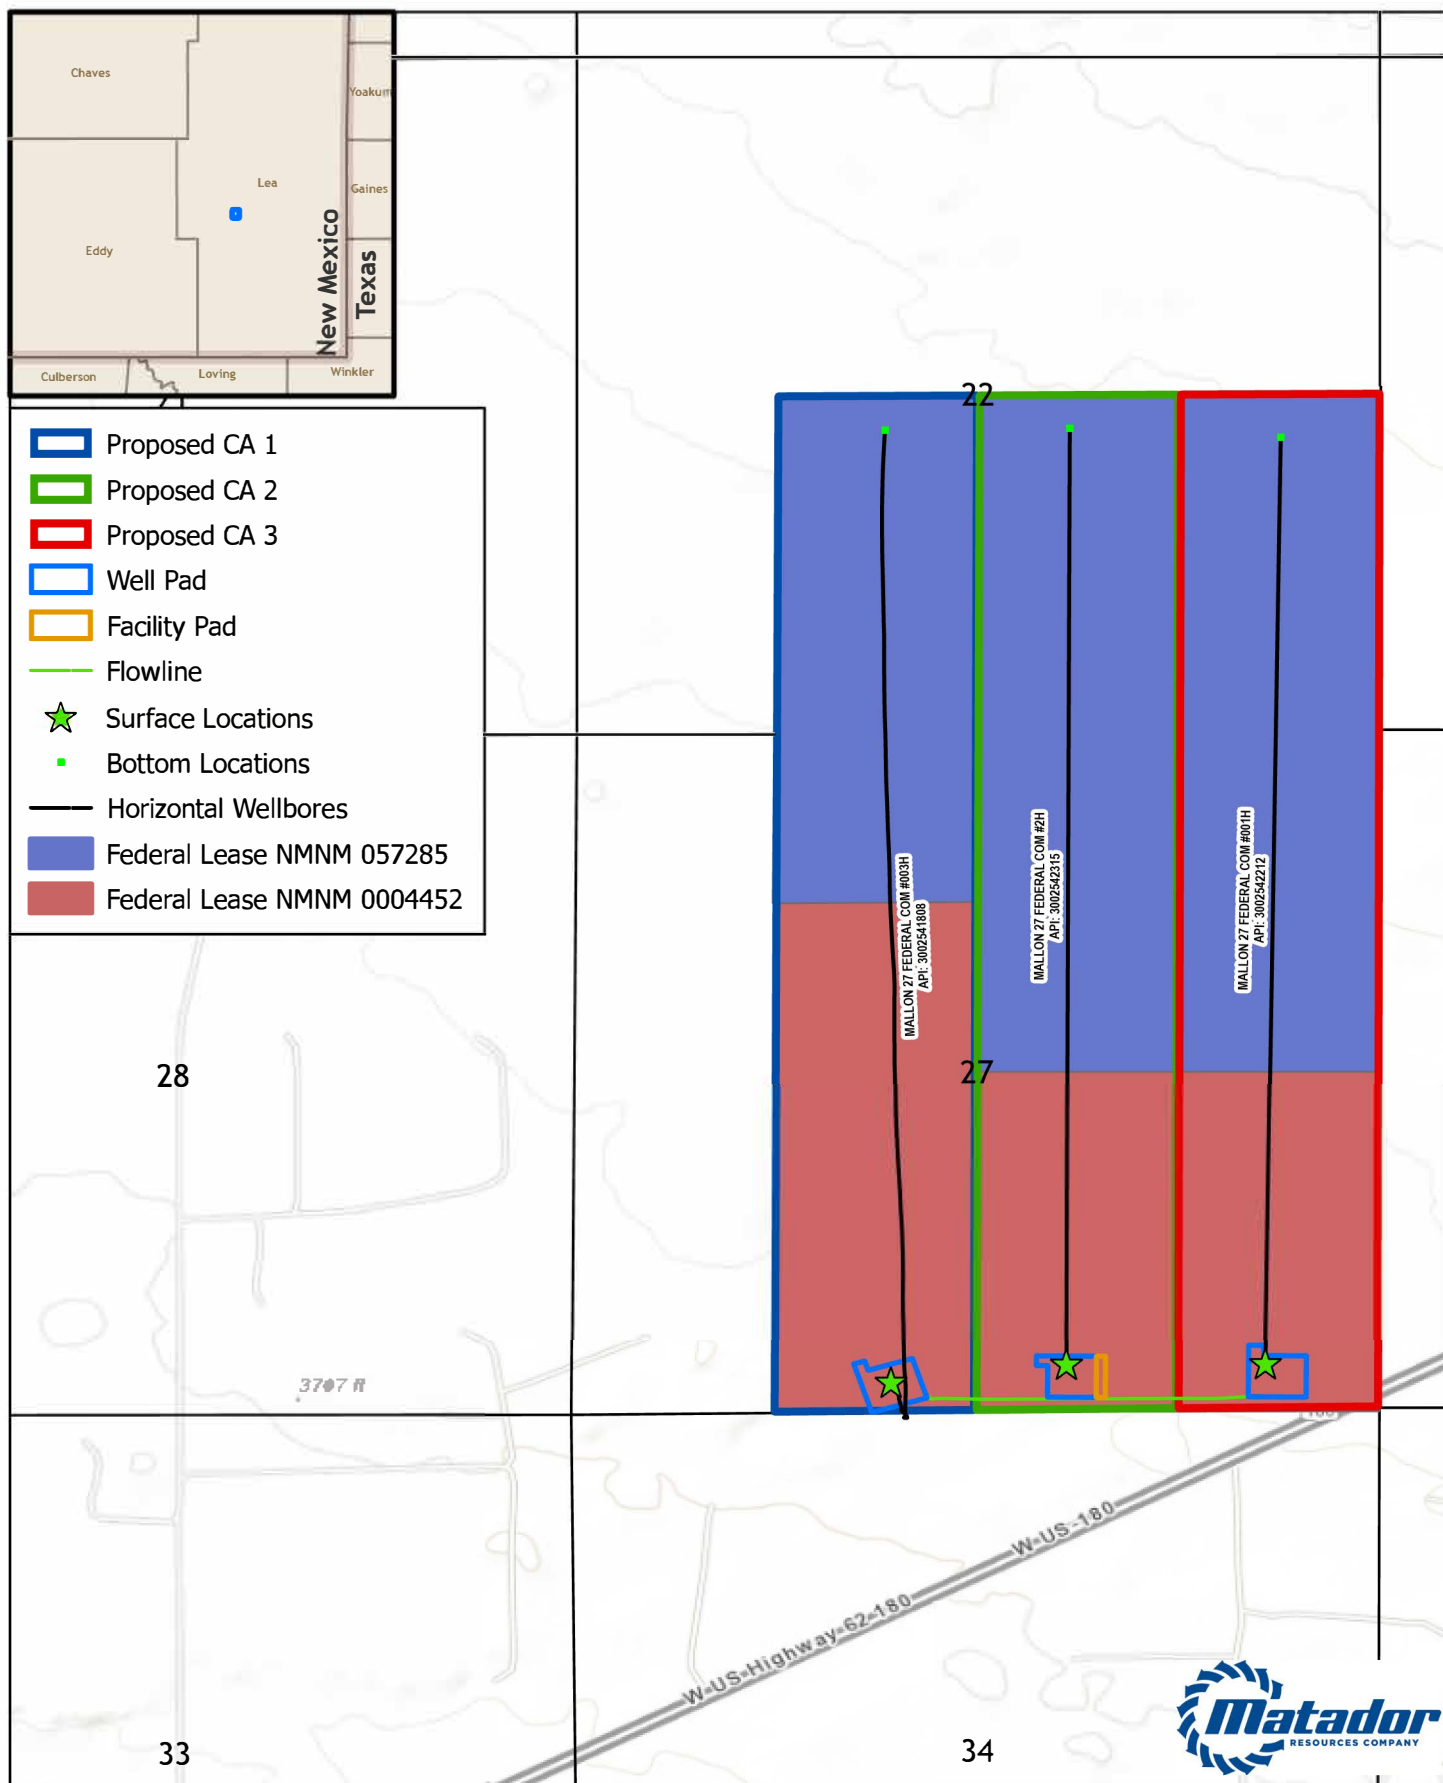 Chaves
Yoakum
Lea
Gaines
Eddy
New Mexico
Texas
Culberson
Loving
Winkler
22
Proposed CA 1
Proposed CA 2
Proposed CA 3
Well Pad
Facility Pad
Flowline
Surface Locations
Bottom Locations
Horizontal Wellbores
Federal Lease NMNM 057285
Federal Lease NMNM 0004452
MALLON 27 FEDERAL COM #003H
API: 3002541808
MALLON 27 FEDERAL COM #2H
API: 3002542315
MALLON 27 FEDERAL COM #001H
API: 3002542212
28
27
3707 ft
W-US-180
W-US-Highway-62-180
33
34
Matador
RESOURCES COMPANY